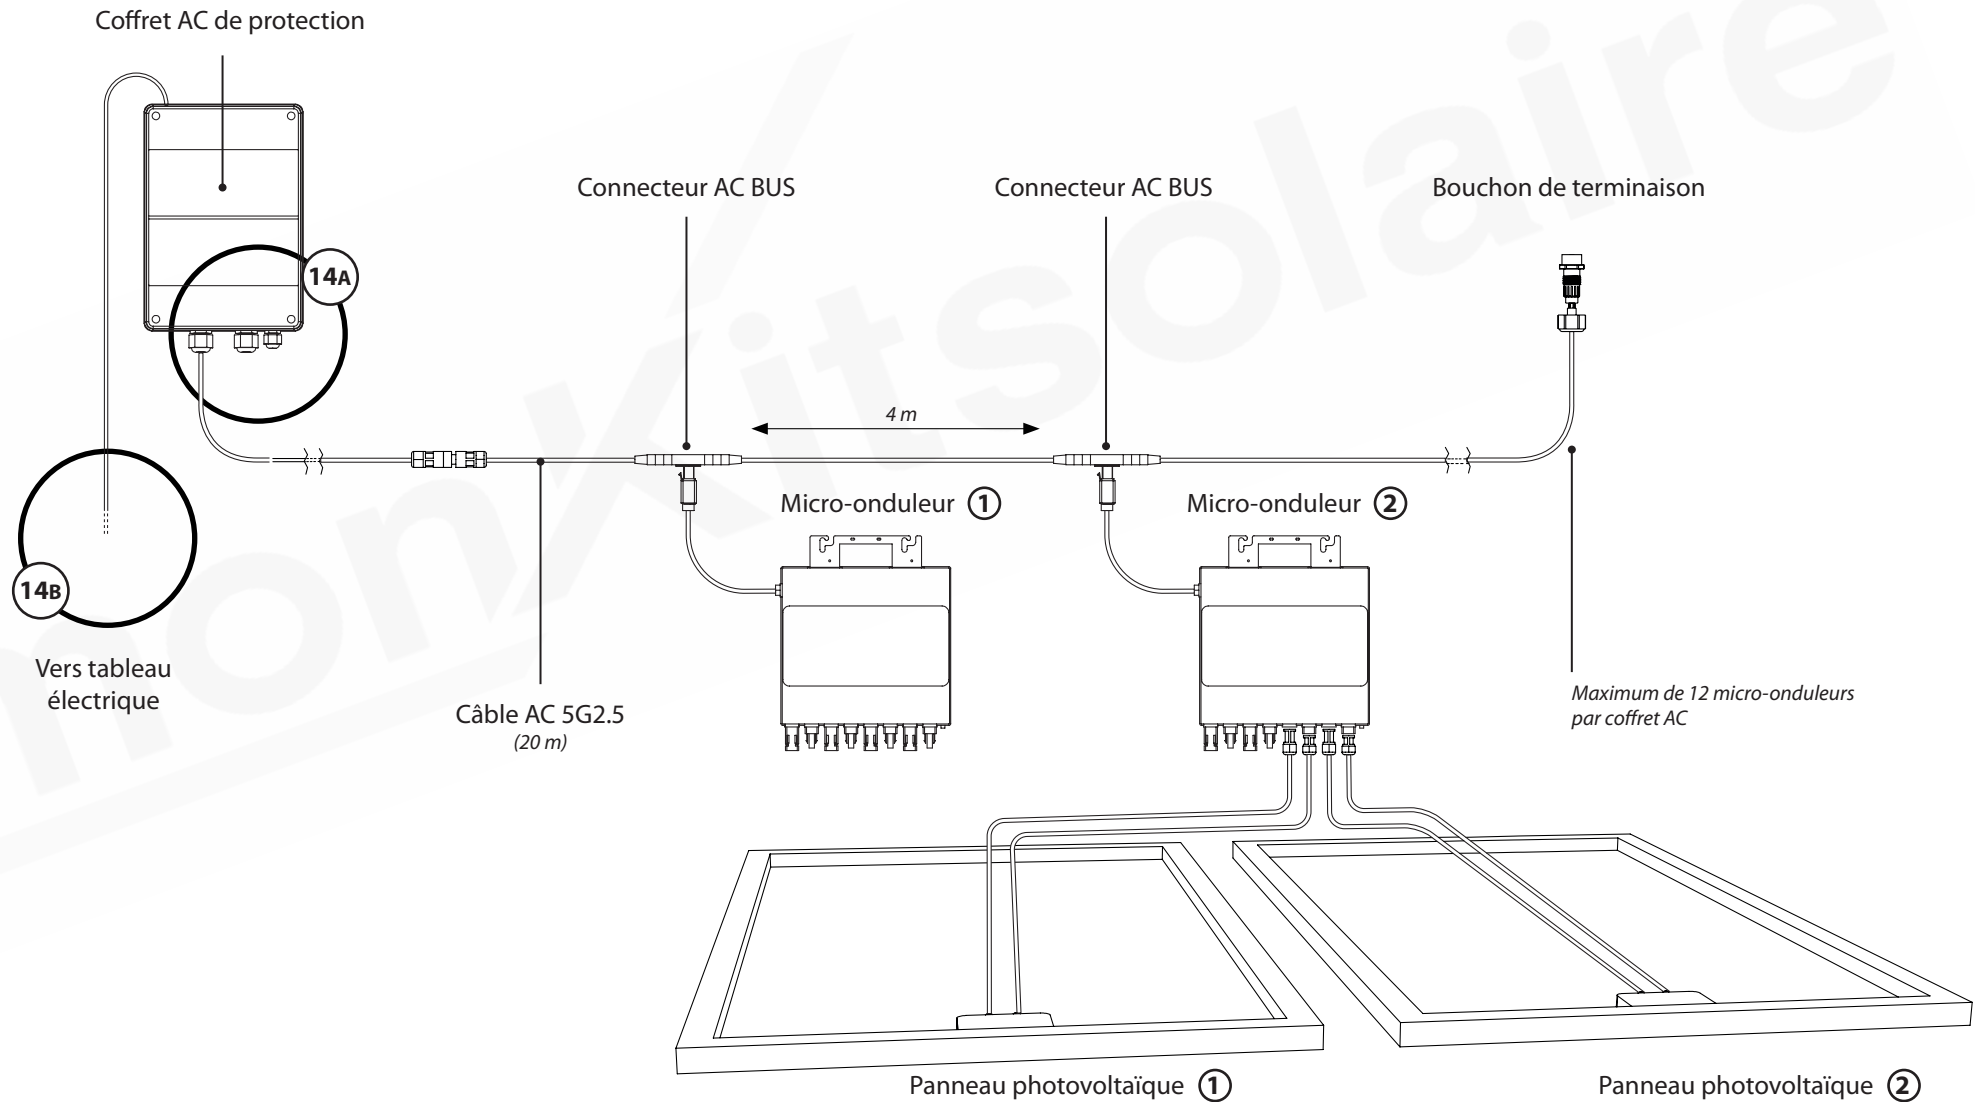 Coffret AC de protection
Connecteur AC BUS
Connecteur AC BUS
Bouchon de terminaison
14A
4 m
Micro-onduleur 1
Micro-onduleur 2
14B
Vers tableau
électrique
Câble AC 5G2.5
(20 m)
Maximum de 12 micro-onduleurs
par coffret AC
Panneau photovoltaïque 1
Panneau photovoltaïque 2
monKitsolaire